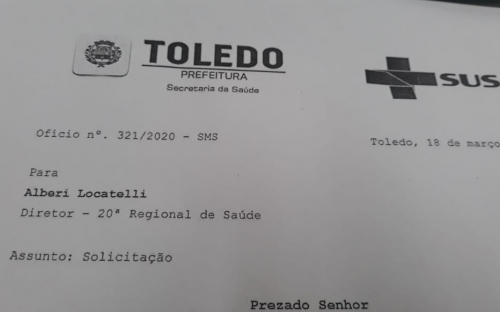 TOLEDO
PREFEITURA
Secretaria da Saúde
SUS
Oficio nº. 321/2020 - SMS
Toledo, 18 de março
Para
Alberi Locatelli
Diretor - 20ª Regional de Saúde
Assunto: Solicitação
Prezado Senhor